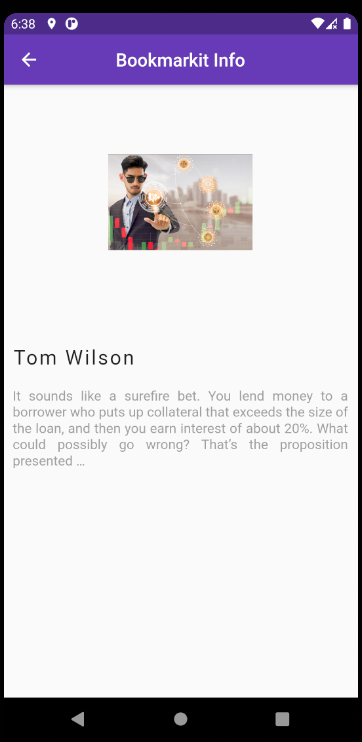 6:38
Bookmarkit Info
Tom Wilson
It sounds like a surefire bet. You lend money to a
borrower who puts up collateral that exceeds the size of
the loan, and then you earn interest of about 20%. What
could possibly go wrong? That's the proposition
presented …